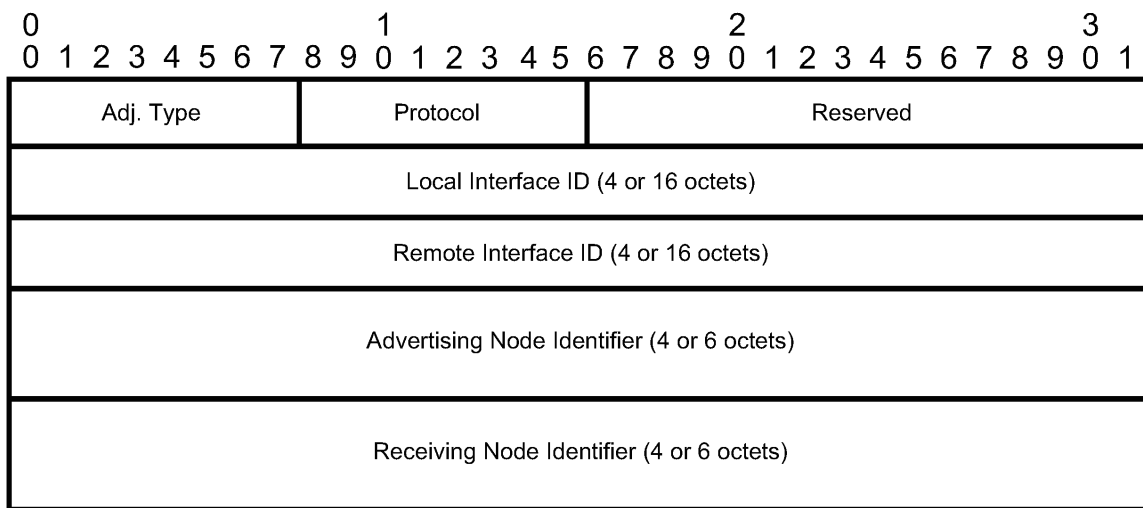 0 1 2 3
0 1 2 3 4 5 6 7 8 9 0 1 2 3 4 5 6 7 8 9 0 1 2 3 4 5 6 7 8 9 0 1
Adj. Type Protocol Reserved
Local Interface ID (4 or 16 octets)
Remote Interface ID (4 or 16 octets)
Advertising Node Identifier (4 or 6 octets)
Receiving Node Identifier (4 or 6 octets)